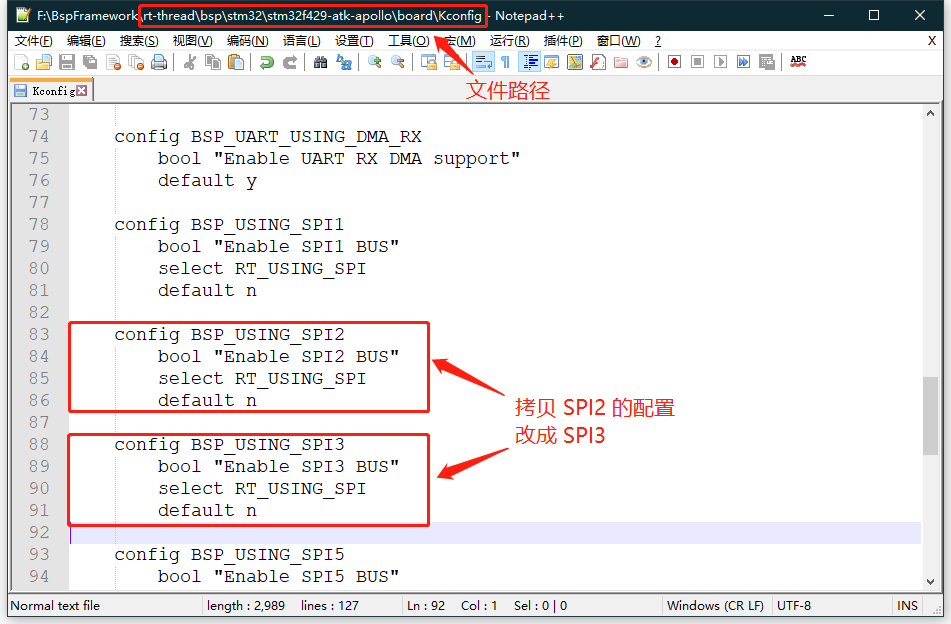 F:\BspFramework\rt-thread\bsp\stm32\stm32f429-atk-apollo\board\Kconfig - Notepad++
文件(F) 编辑(E) 搜索(S) 视图(V) 编码(N) 语言(L) 设置(T) 工具(O) 宏(M) 运行(R) 插件(P) 窗口(W) ? X
ABC
文件路径
Kconfig
73
74 config BSP_UART_USING_DMA_RX
75 bool "Enable UART RX DMA support"
76 default y
77
78 config BSP_USING_SPI1
79 bool "Enable SPI1 BUS"
80 select RT_USING_SPI
81 default n
82
83 config BSP_USING_SPI2
84 bool "Enable SPI2 BUS"
85 select RT_USING_SPI
86 default n
87
拷贝 SPI2 的配置
改成 SPI3
88 config BSP_USING_SPI3
89 bool "Enable SPI3 BUS"
90 select RT_USING_SPI
91 default n
92
93 config BSP_USING_SPI5
94 bool "Enable SPI5 BUS"
Normal text file length : 2,989 lines : 127 Ln : 92 Col : 1 Sel : 0 | 0 Windows (CR LF) UTF-8 INS